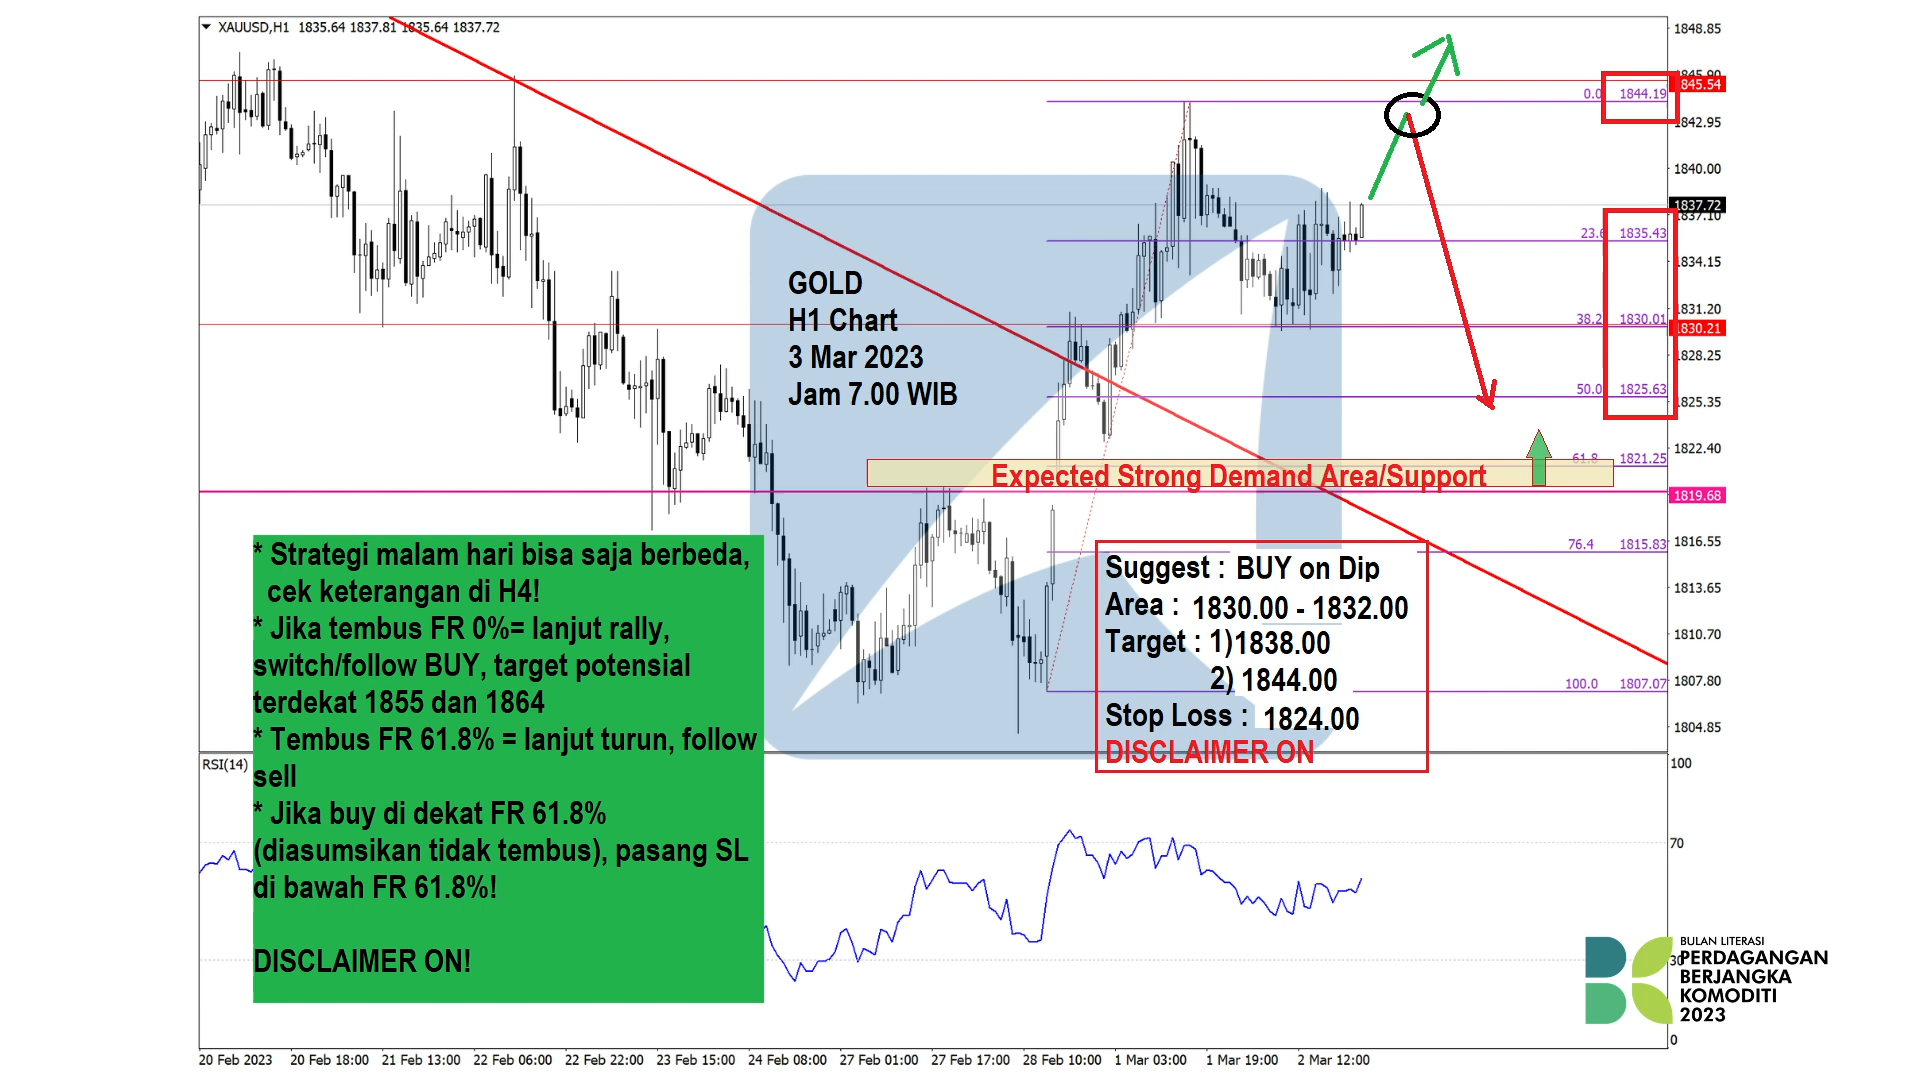 XAUUSD,H1 1835.64 1837.81 1835.64 1837.72
1848.85
1845.90
1845.54
0.0 1844.19
1842.95
1840.00
1837.72
1837.10
23.6 1835.43
1834.15
1831.20
38.2 1830.01
1830.21
1828.25
50.0 1825.63
1825.35
1822.40
61.8 1821.25
1819.68
1816.55
76.4 1815.83
1813.65
1810.70
100.0 1807.07
1807.80
1804.85
GOLD
H1 Chart
3 Mar 2023
Jam 7.00 WIB
Expected Strong Demand Area/Support
* Strategi malam hari bisa saja berbeda,
cek keterangan di H4!
* Jika tembus FR 0%= lanjut rally,
switch/follow BUY, target potensial
terdekat 1855 dan 1864
* Tembus FR 61.8% = lanjut turun, follow
sell
* Jika buy di dekat FR 61.8%
(diasumsikan tidak tembus), pasang SL
di bawah FR 61.8%!
DISCLAIMER ON!
Suggest : BUY on Dip
Area : 1830.00 - 1832.00
Target : 1)1838.00
2) 1844.00
Stop Loss : 1824.00
DISCLAIMER ON
RSI(14)
100
70
30
0
BULAN LITERASI
PERDAGANGAN
BERJANGKA
KOMODITI
2023
20 Feb 2023
20 Feb 18:00
21 Feb 13:00
22 Feb 06:00
22 Feb 22:00
23 Feb 15:00
24 Feb 08:00
27 Feb 01:00
27 Feb 17:00
28 Feb 10:00
1 Mar 03:00
1 Mar 19:00
2 Mar 12:00